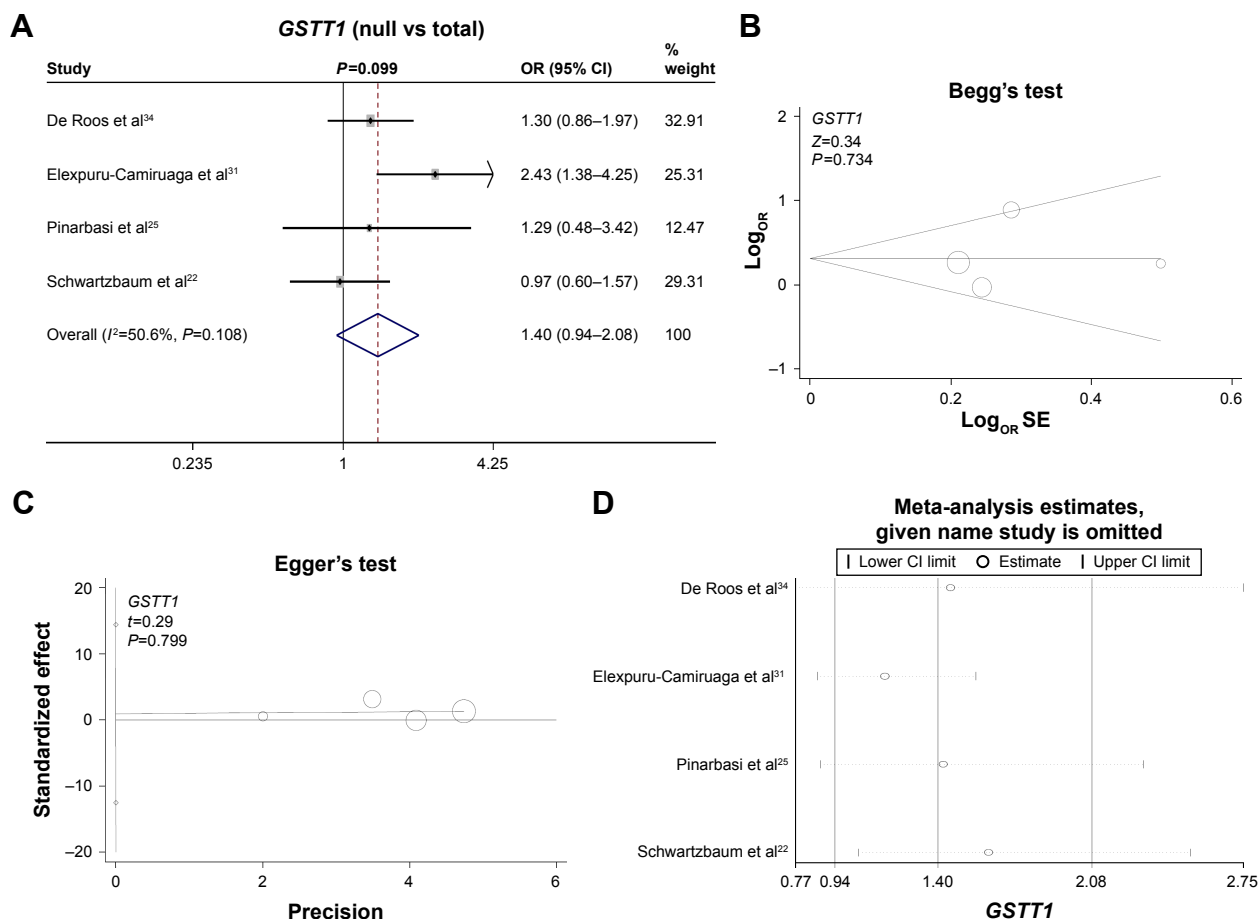 A
GSTT1 (null vs total)
Study P=0.099 OR (95% CI) % weight
De Roos et al34 1.30 (0.86–1.97) 32.91
Elexpuru-Camiruaga et al31 2.43 (1.38–4.25) 25.31
Pinarbasi et al25 1.29 (0.48–3.42) 12.47
Schwartzbaum et al22 0.97 (0.60–1.57) 29.31
Overall (I2=50.6%, P=0.108) 1.40 (0.94–2.08) 100
0.235 1 4.25
B
Begg's test
GSTT1
Z=0.34
P=0.734
2
1
0
–1
LogOR
0 0.2 0.4 0.6
LogOR SE
C
Egger's test
GSTT1
t=0.29
P=0.799
20
10
0
–10
–20
Standardized effect
0 2 4 6
Precision
D
Meta-analysis estimates,
given name study is omitted
Lower CI limit Estimate Upper CI limit
De Roos et al34
Elexpuru-Camiruaga et al31
Pinarbasi et al25
Schwartzbaum et al22
0.77 0.94 1.40 2.08 2.75
GSTT1